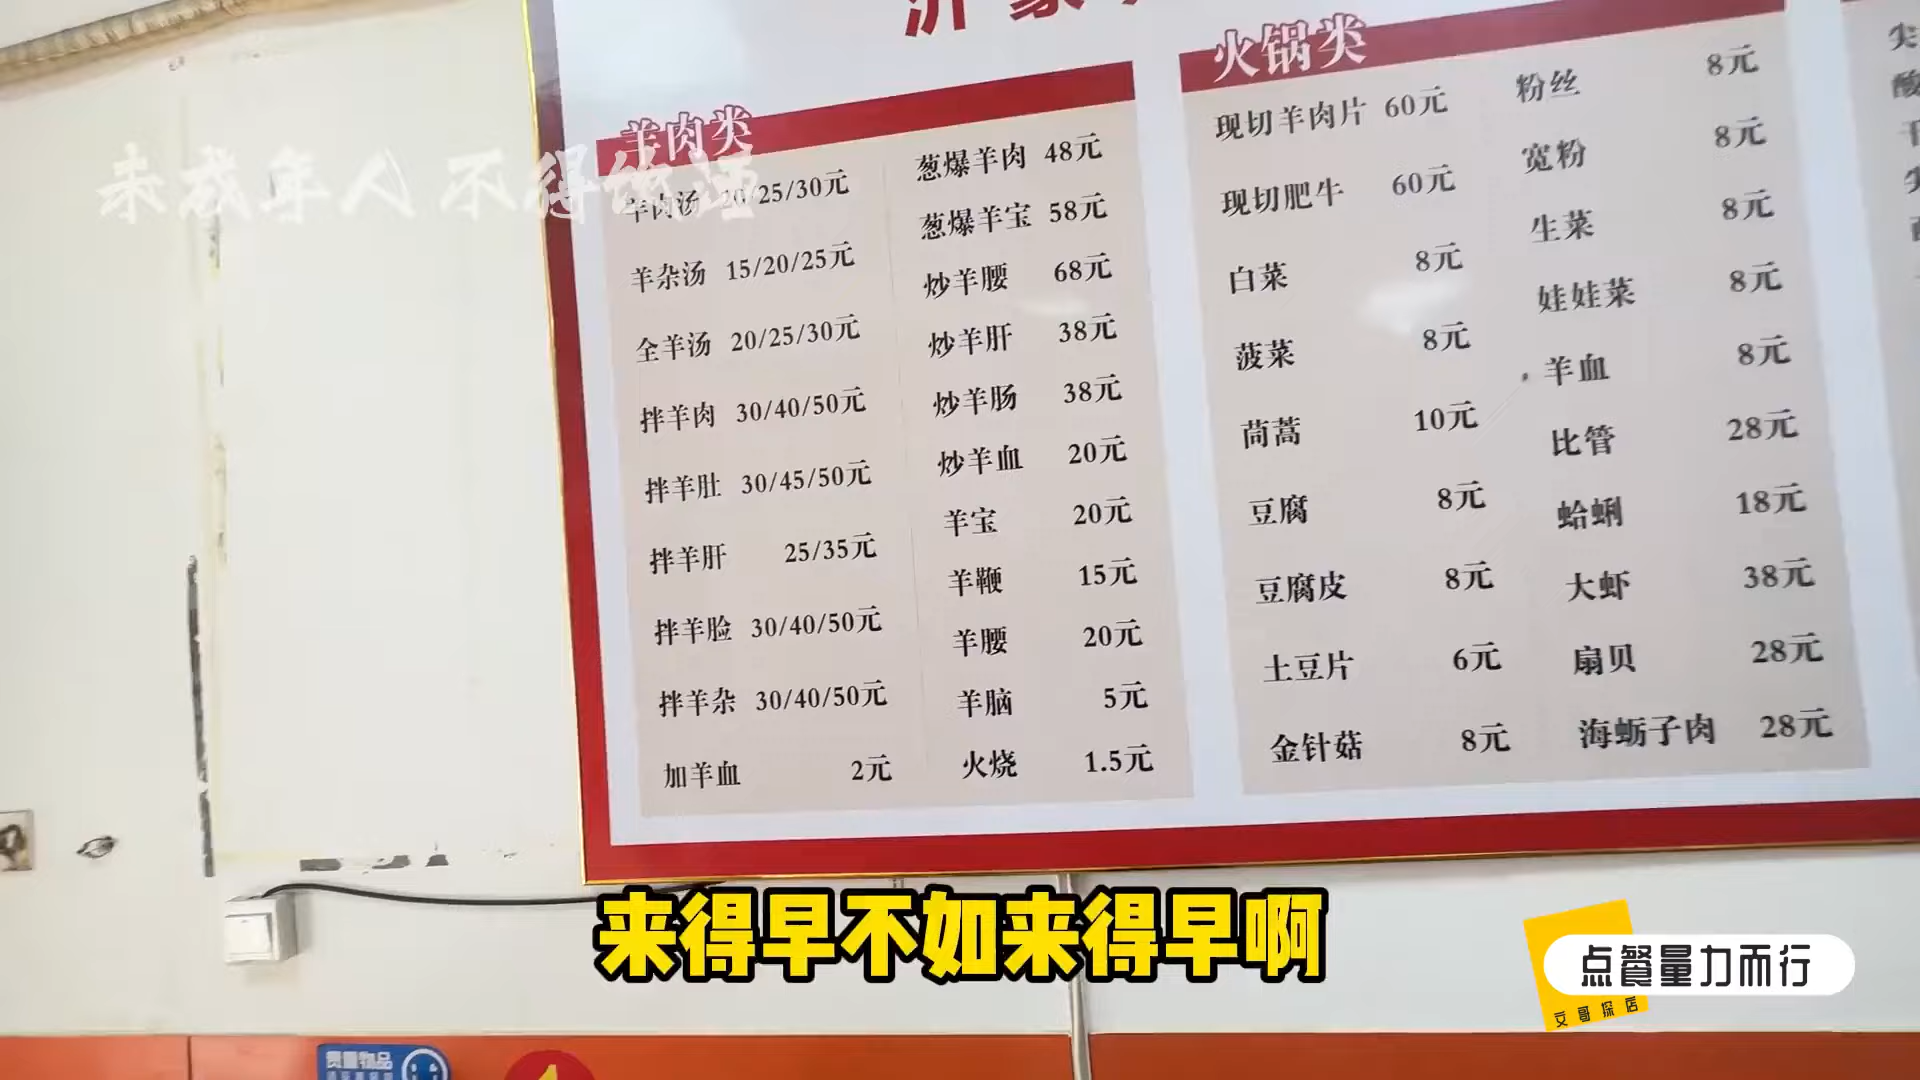 沂蒙
羊肉类
羊肉汤 20/25/30元
羊杂汤 15/20/25元
全羊汤 20/25/30元
拌羊肉 30/40/50元
拌羊肚 30/45/50元
拌羊肝 25/35元
拌羊脸 30/40/50元
拌羊杂 30/40/50元
加羊血 2元
葱爆羊肉 48元
葱爆羊宝 58元
炒羊腰 68元
炒羊肝 38元
炒羊肠 38元
炒羊血 20元
羊宝 20元
羊鞭 15元
羊腰 20元
羊脑 5元
火烧 1.5元
火锅类
现切羊肉片 60元
现切肥牛 60元
白菜 8元
菠菜 8元
茼蒿 10元
豆腐 8元
豆腐皮 8元
土豆片 6元
金针菇 8元
粉丝 8元
宽粉 8元
生菜 8元
娃娃菜 8元
羊血 8元
比管 28元
蛤蜊 18元
大虾 38元
扇贝 28元
海蛎子肉 28元
未成年人 不得饮酒
来得早不如来得早啊
点餐量力而行
文哥探店
贵重物品